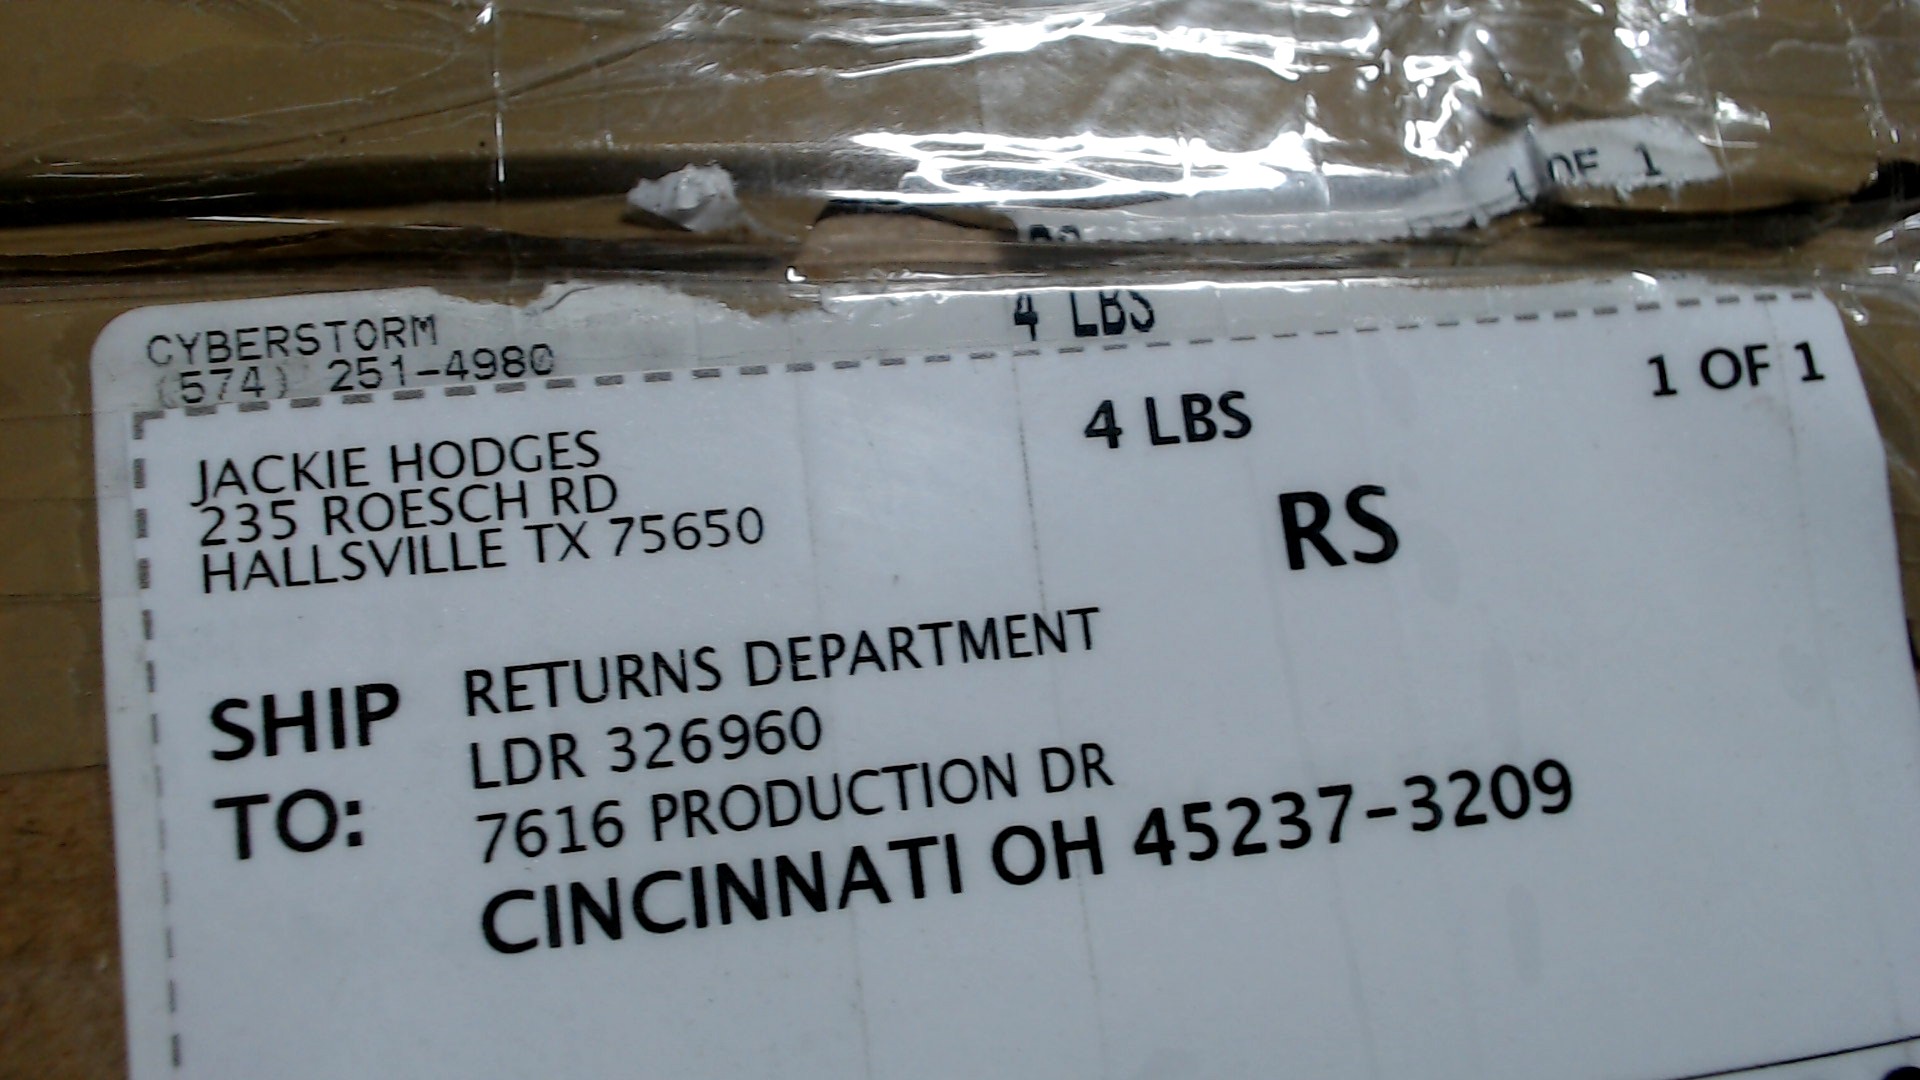 1 OF 1
CYBERSTORM
(574) 251-4980
4 LBS
JACKIE HODGES
235 ROESCH RD
HALLSVILLE TX 75650
4 LBS
1 OF 1
RS
SHIP TO:
RETURNS DEPARTMENT
LDR 326960
7616 PRODUCTION DR
CINCINNATI OH 45237-3209